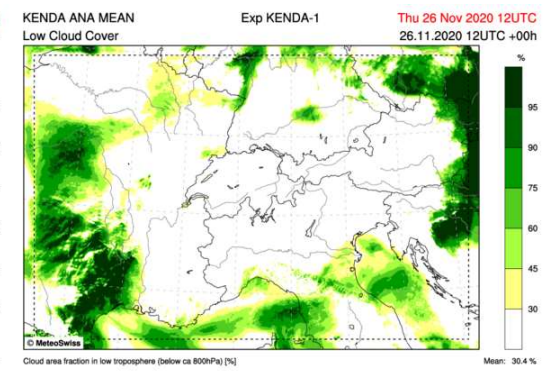 KENDA ANA MEAN Exp KENDA-1 Thu 26 Nov 2020 12UTC
Low Cloud Cover 26.11.2020 12UTC +00h
%
95
90
75
60
45
30
© MeteoSwiss
Cloud area fraction in low troposphere (below ca 800hPa) [%] Mean: 30.4 %